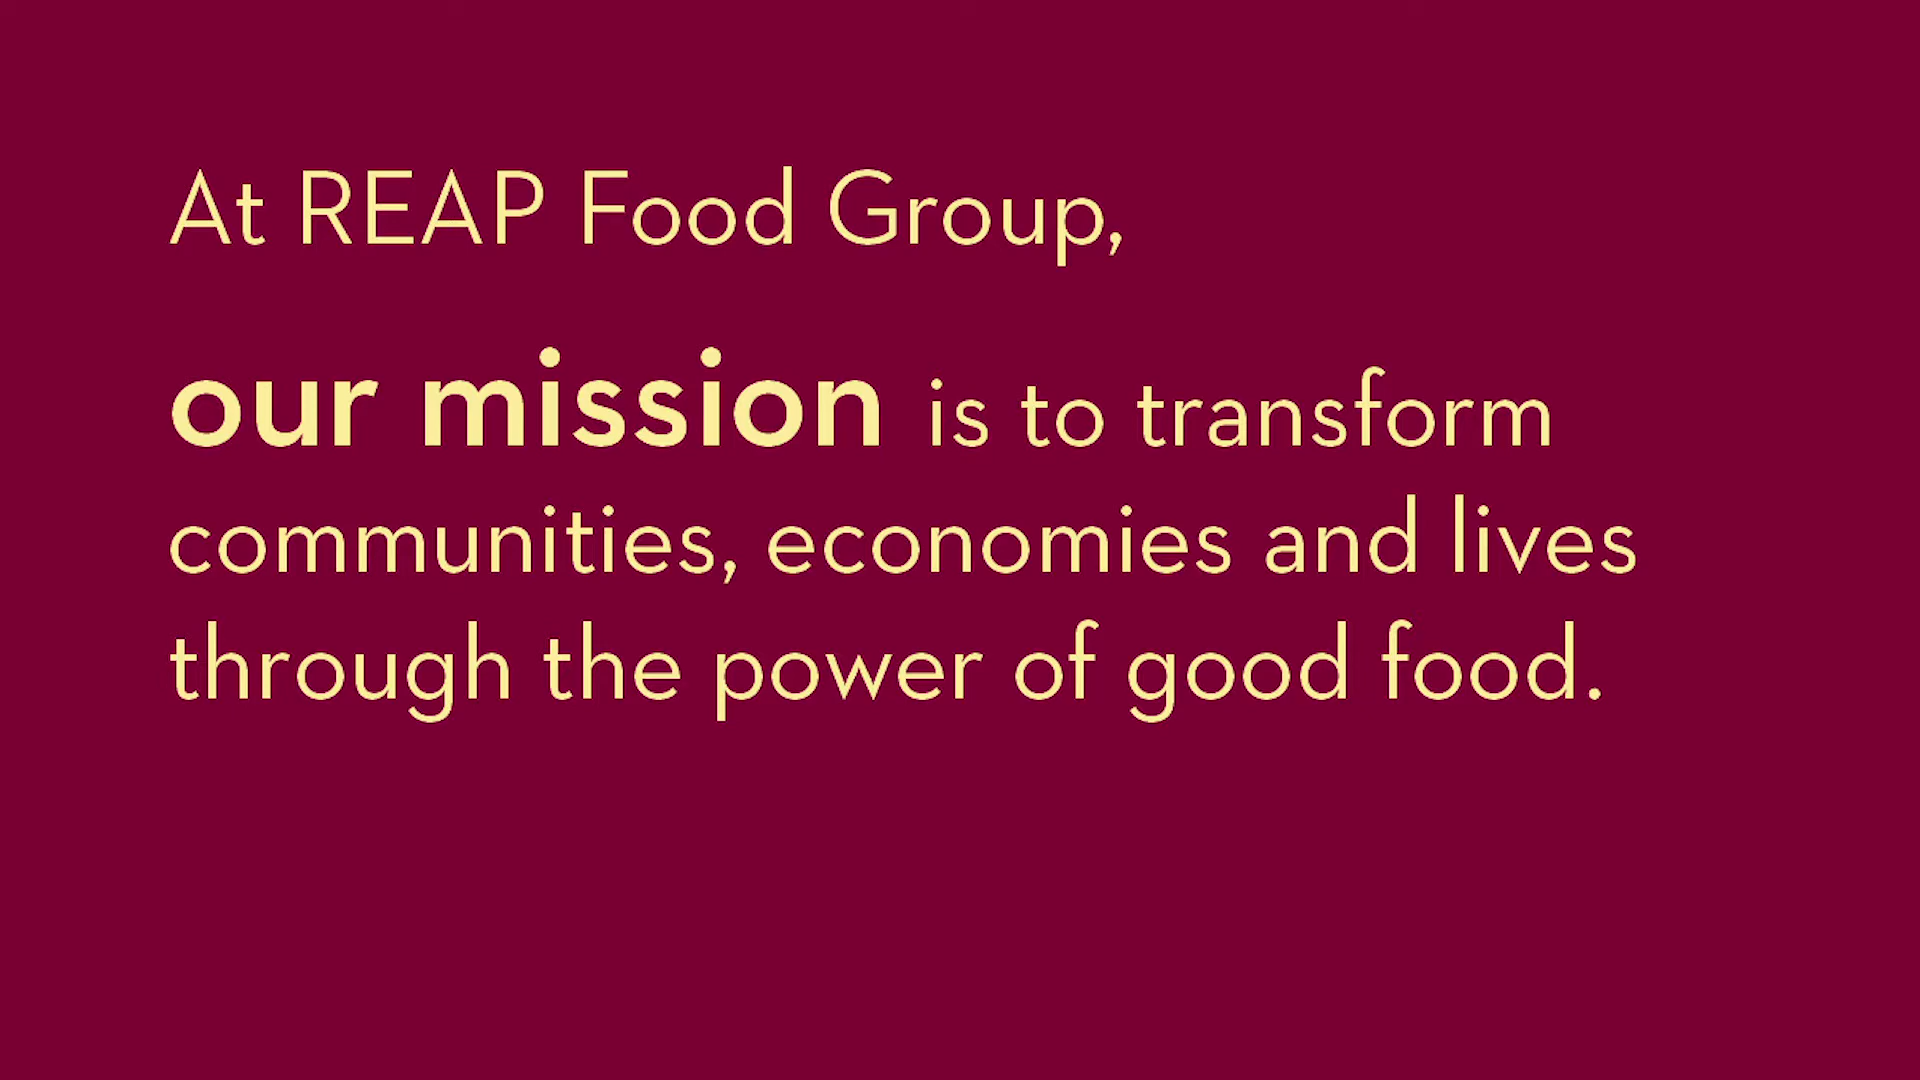 At REAP Food Group,
our mission is to transform
communities, economies and lives
through the power of good food.